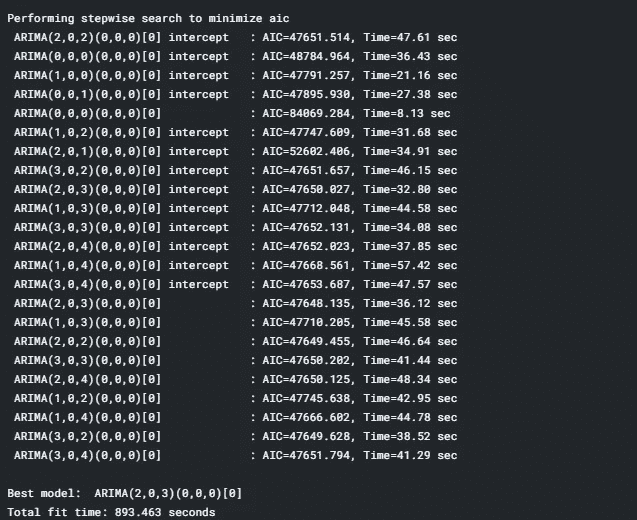 Performing stepwise search to minimize aic
ARIMA(2,0,2)(0,0,0)[0] intercept   : AIC=47651.514, Time=47.61 sec
ARIMA(0,0,0)(0,0,0)[0] intercept   : AIC=48784.964, Time=36.43 sec
ARIMA(1,0,0)(0,0,0)[0] intercept   : AIC=47791.257, Time=21.16 sec
ARIMA(0,0,1)(0,0,0)[0] intercept   : AIC=47895.930, Time=27.38 sec
ARIMA(0,0,0)(0,0,0)[0]             : AIC=84069.284, Time=8.13 sec
ARIMA(1,0,2)(0,0,0)[0] intercept   : AIC=47747.609, Time=31.68 sec
ARIMA(2,0,1)(0,0,0)[0] intercept   : AIC=52602.406, Time=34.91 sec
ARIMA(3,0,2)(0,0,0)[0] intercept   : AIC=47651.657, Time=46.15 sec
ARIMA(2,0,3)(0,0,0)[0] intercept   : AIC=47650.027, Time=32.80 sec
ARIMA(1,0,3)(0,0,0)[0] intercept   : AIC=47712.048, Time=44.58 sec
ARIMA(3,0,3)(0,0,0)[0] intercept   : AIC=47652.131, Time=34.08 sec
ARIMA(2,0,4)(0,0,0)[0] intercept   : AIC=47652.023, Time=37.85 sec
ARIMA(1,0,4)(0,0,0)[0] intercept   : AIC=47668.561, Time=57.42 sec
ARIMA(3,0,4)(0,0,0)[0] intercept   : AIC=47653.687, Time=47.57 sec
ARIMA(2,0,3)(0,0,0)[0]             : AIC=47648.135, Time=36.12 sec
ARIMA(1,0,3)(0,0,0)[0]             : AIC=47710.205, Time=45.58 sec
ARIMA(2,0,2)(0,0,0)[0]             : AIC=47649.455, Time=46.64 sec
ARIMA(3,0,3)(0,0,0)[0]             : AIC=47650.202, Time=41.44 sec
ARIMA(2,0,4)(0,0,0)[0]             : AIC=47650.125, Time=48.34 sec
ARIMA(1,0,2)(0,0,0)[0]             : AIC=47745.638, Time=42.95 sec
ARIMA(1,0,4)(0,0,0)[0]             : AIC=47666.602, Time=44.78 sec
ARIMA(3,0,2)(0,0,0)[0]             : AIC=47649.628, Time=38.52 sec
ARIMA(3,0,4)(0,0,0)[0]             : AIC=47651.794, Time=41.29 sec
Best model:  ARIMA(2,0,3)(0,0,0)[0]
Total fit time: 893.463 seconds